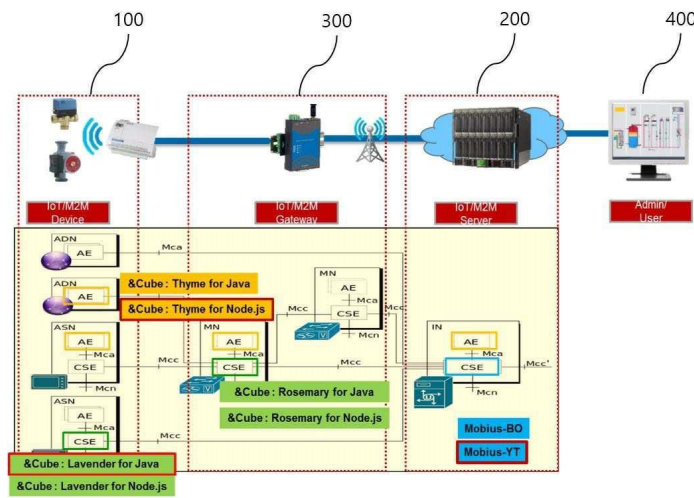 100
300
200
400
IoT/M2M
Device
IoT/M2M
Gateway
IoT/M2M
Server
Admin/
User
ADN
AE
Mca
ADN
AE
&Cube : Thyme for Java
&Cube : Thyme for Node.js
MN
AE
Mca
CSE
Mcc
Mcc
ASN
AE
Mca
CSE
Mcn
Mcc
MN
AE
Mca
CSE
Mcc
IN
AE
Mca
CSE
Mcn
Mcc'
&Cube : Rosemary for Java
&Cube : Rosemary for Node.js
ASN
AE
Mca
CSE
Mcc
Mobius-BO
Mobius-YT
&Cube : Lavender for Java
&Cube : Lavender for Node.js